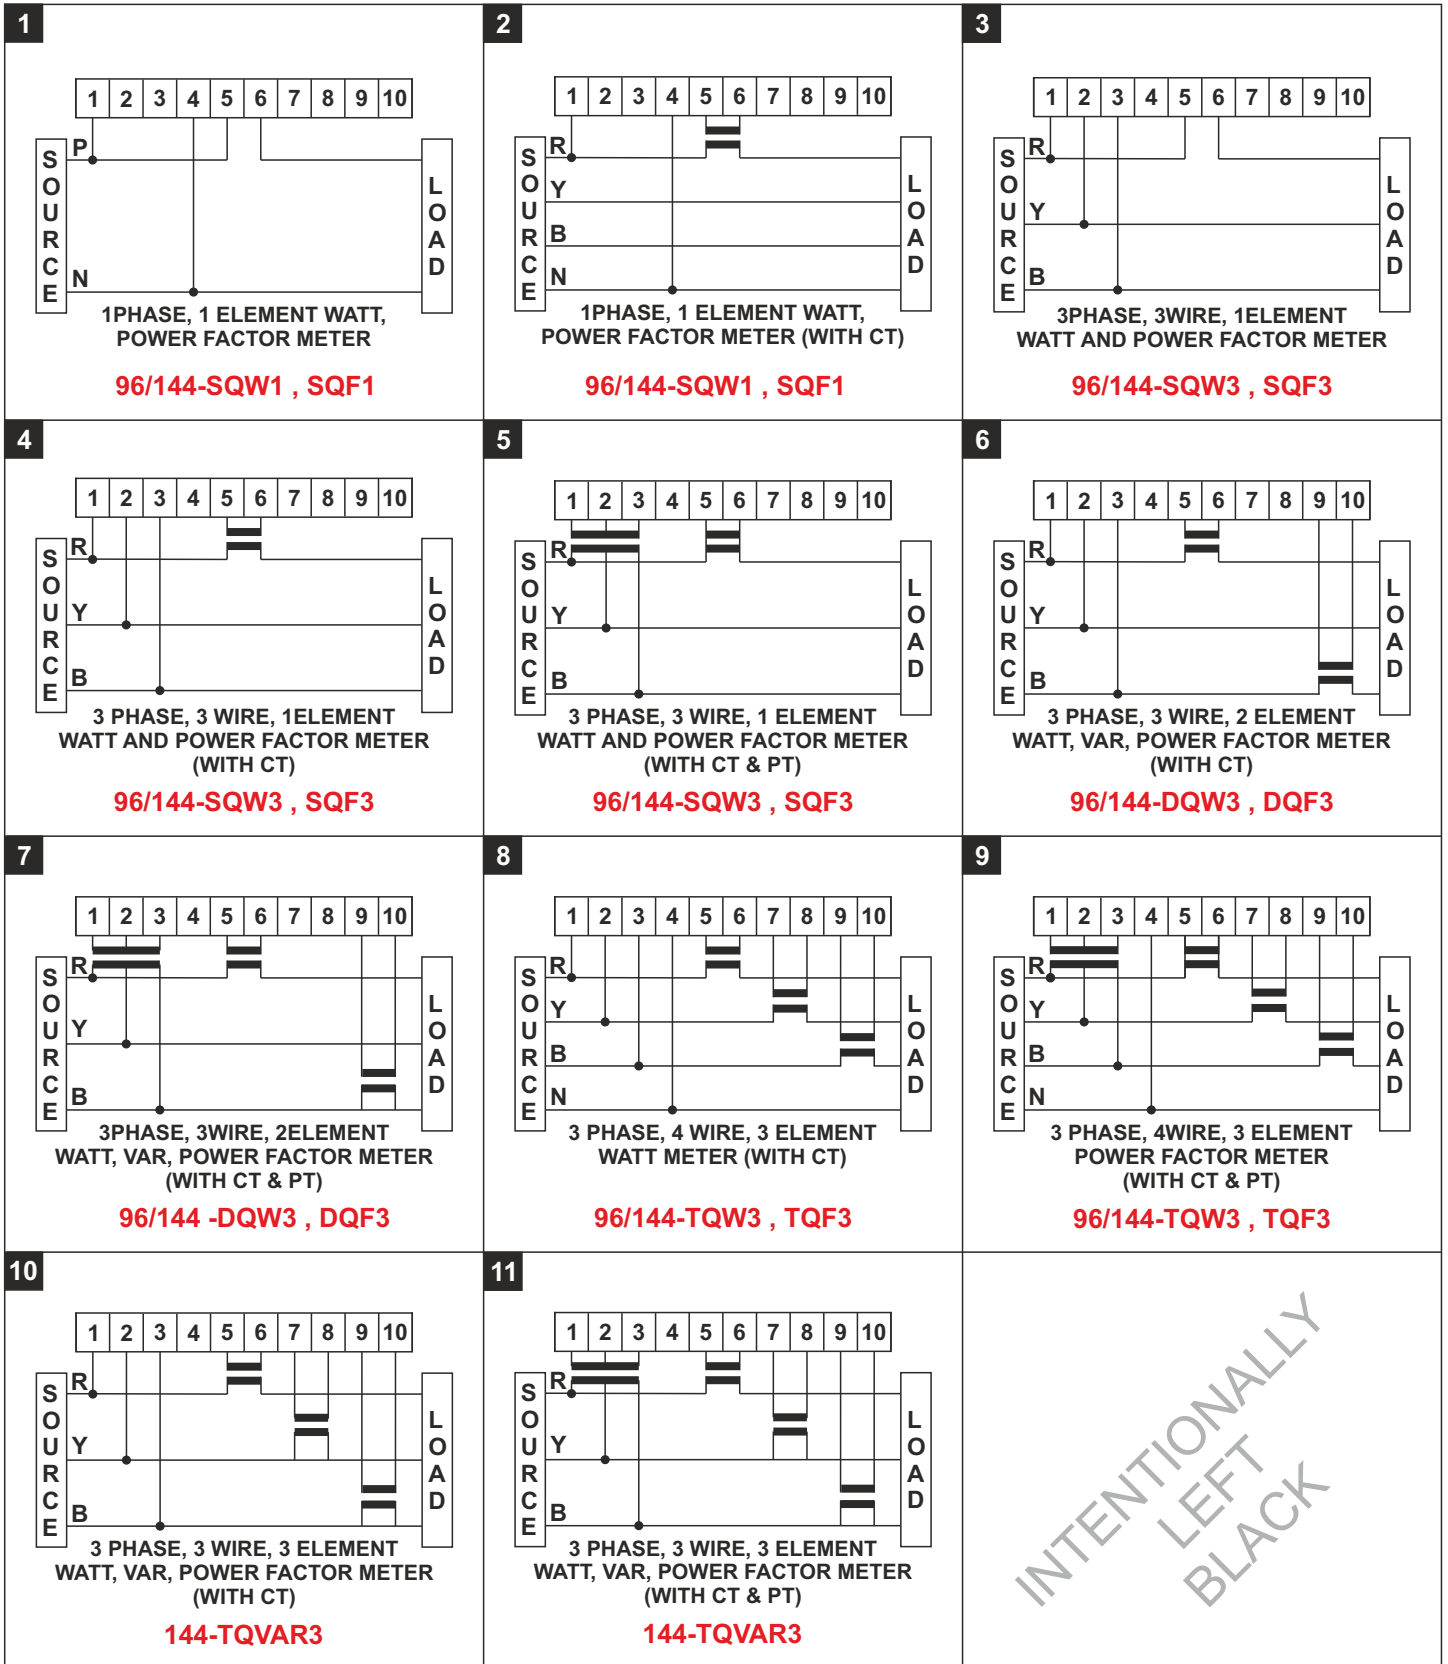 1
1 2 3 4 5 6 7 8 9 10
SOURCE
P
N
LOAD
1PHASE, 1 ELEMENT WATT,
POWER FACTOR METER
96/144-SQW1 , SQF1
2
1 2 3 4 5 6 7 8 9 10
SOURCE
R
Y
B
N
LOAD
1PHASE, 1 ELEMENT WATT,
POWER FACTOR METER (WITH CT)
96/144-SQW1 , SQF1
3
1 2 3 4 5 6 7 8 9 10
SOURCE
R
Y
B
LOAD
3PHASE, 3WIRE, 1ELEMENT
WATT AND POWER FACTOR METER
96/144-SQW3 , SQF3
4
1 2 3 4 5 6 7 8 9 10
SOURCE
R
Y
B
LOAD
3 PHASE, 3 WIRE, 1ELEMENT
WATT AND POWER FACTOR METER
(WITH CT)
96/144-SQW3 , SQF3
5
1 2 3 4 5 6 7 8 9 10
SOURCE
R
Y
B
LOAD
3 PHASE, 3 WIRE, 1 ELEMENT
WATT AND POWER FACTOR METER
(WITH CT & PT)
96/144-SQW3 , SQF3
6
1 2 3 4 5 6 7 8 9 10
SOURCE
R
Y
B
LOAD
3 PHASE, 3 WIRE, 2 ELEMENT
WATT, VAR, POWER FACTOR METER
(WITH CT)
96/144-DQW3 , DQF3
7
1 2 3 4 5 6 7 8 9 10
SOURCE
R
Y
B
LOAD
3PHASE, 3WIRE, 2ELEMENT
WATT, VAR, POWER FACTOR METER
(WITH CT & PT)
96/144 -DQW3 , DQF3
8
1 2 3 4 5 6 7 8 9 10
SOURCE
R
Y
B
N
LOAD
3 PHASE, 4 WIRE, 3 ELEMENT
WATT METER (WITH CT)
96/144-TQW3 , TQF3
9
1 2 3 4 5 6 7 8 9 10
SOURCE
R
Y
B
N
LOAD
3 PHASE, 4WIRE, 3 ELEMENT
POWER FACTOR METER
(WITH CT & PT)
96/144-TQW3 , TQF3
10
1 2 3 4 5 6 7 8 9 10
SOURCE
R
Y
B
LOAD
3 PHASE, 3 WIRE, 3 ELEMENT
WATT, VAR, POWER FACTOR METER
(WITH CT)
144-TQVAR3
11
1 2 3 4 5 6 7 8 9 10
SOURCE
R
Y
B
LOAD
3 PHASE, 3 WIRE, 3 ELEMENT
WATT, VAR, POWER FACTOR METER
(WITH CT & PT)
144-TQVAR3
INTENTIONALLY
LEFT
BLACK